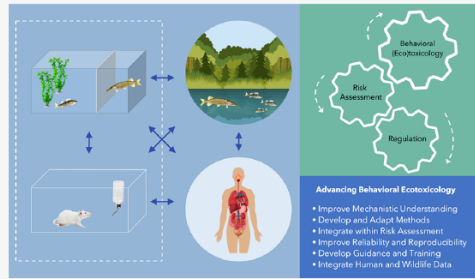 Behavioral
(Eco)toxicology
Risk
Assessment
Regulation
Advancing Behavioral Ecotoxicology
• Improve Mechanistic Understanding
• Develop and Adapt Methods
• Integrate within Risk Assessment
• Improve Reliability and Reproducibility
• Develop Guidance and Training
• Integrate Human and Wildlife Data